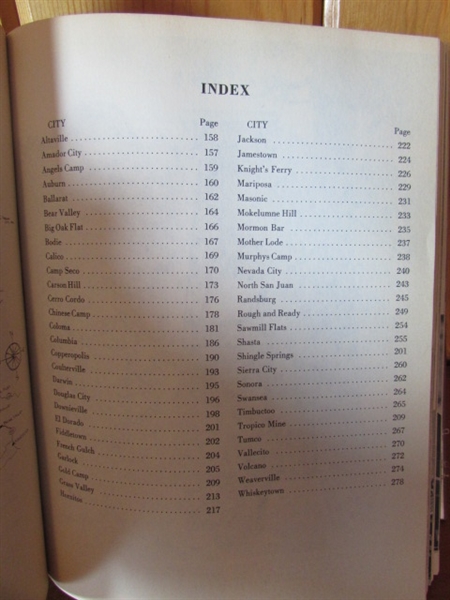 INDEX
CITY Page
Altaville 158
Amador City 157
Angels Camp 159
Auburn 160
Ballarat 162
Bear Valley 164
Big Oak Flat 166
Bodie 167
Calico 169
Camp Seco 170
Carson Hill 173
Cerro Gordo 176
Chinese Camp 178
Coloma 181
Columbia 186
Copperopolis 190
Coulterville 193
Darwin 195
Douglas City 196
Downieville 198
El Dorado 201
Fiddletown 202
French Gulch 204
Garlock 205
Gold Camp 209
Grass Valley 213
Hornitos 217
CITY Page
Jackson 222
Jamestown 224
Knight's Ferry 226
Mariposa 229
Masonic 231
Mokelumne Hill 233
Mormon Bar 235
Mother Lode 237
Murphys Camp 238
Nevada City 240
North San Juan 243
Randsburg 245
Rough and Ready 249
Sawmill Flats 254
Shasta 255
Shingle Springs 201
Sierra City 260
Sonora 262
Swansea 264
Timbuctoo 265
Tropico Mine 209
Tumco 267
Vallecito 270
Volcano 272
Weaverville 274
Whiskeytown 278